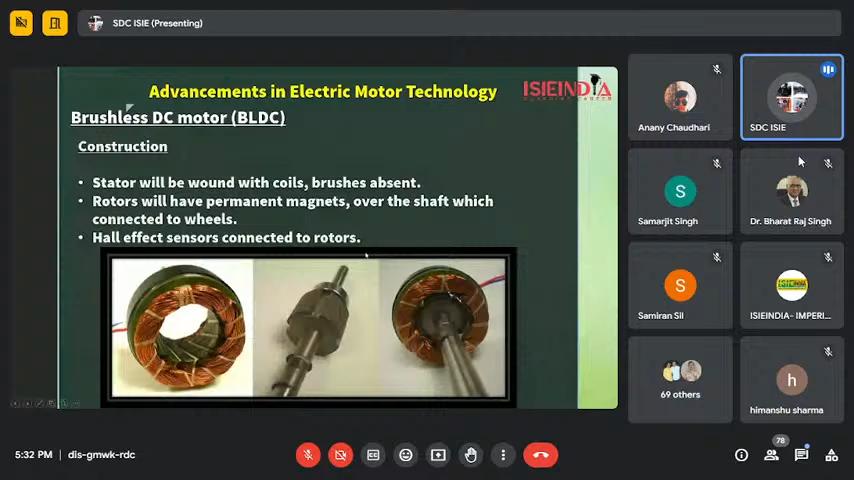 SDC ISIE (Presenting)
Advancements in Electric Motor Technology
ISIEINDIA
Brushless DC motor (BLDC)
Construction
• Stator will be wound with coils, brushes absent.
• Rotors will have permanent magnets, over the shaft which
connected to wheels.
• Hall effect sensors connected to rotors.
Anany Chaudhari
SDC ISIE
S
Samarjit Singh
Dr. Bharat Raj Singh
S
Samiran Sil
ISIEINDIA- IMPERI...
69 others
h
himanshu sharma
5:32 PM
dis-gmwk-rdc
78